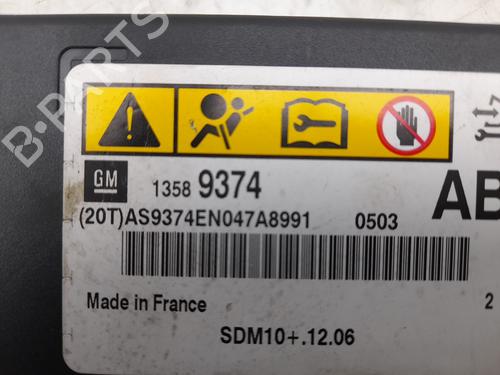 GM
1358 9374
AB
(20T)AS9374EN047A8991 0503
Made in France
2
SDM10+.12.06
B-PARTS